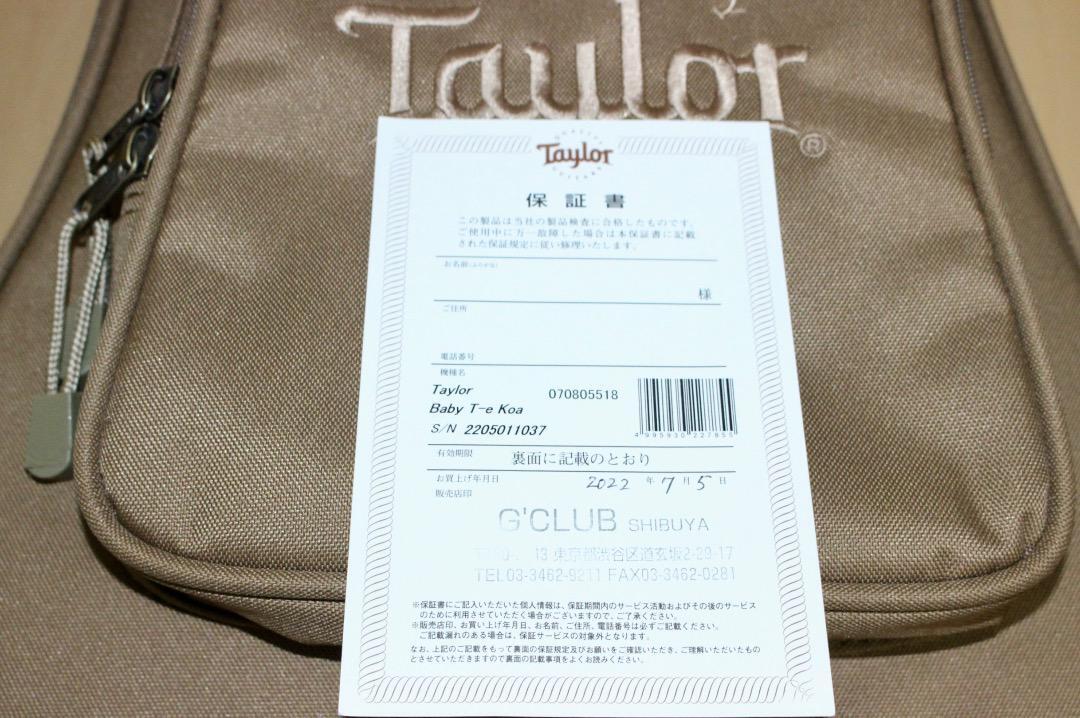 Taylor
®
QUALITY
Taylor
GUITARS
保証書
この製品は当社の製品検査に合格したものです。
ご使用中に万一故障した場合は本保証書に記載
された保証規定に従い修理いたします。
お名前(ふりがな)
様
ご住所
電話番号
機種名
Taylor 070805518
Baby T-e Koa
S/N 2205011037
4 995930 227855
有効期限 裏面に記載のとおり
お買上げ年月日 2022 年 7 月 5 日
販売店印
G'CLUB SHIBUYA
13 東京都渋谷区道玄坂2-29-17
TEL03-3462-9211 FAX03-3462-0281
※保証書にご記入いただいた個人情報は、保証期間内のサービス活動およびその後のサービス
のために利用させていただく場合がございますので、ご了承ください。
※販売店印、お買い上げ年月日、お名前、ご住所、電話番号は必ずご記載ください。
ご記載漏れのある場合は、保証サービスの対象外となります。
なお、上記のご記載をもって裏面の保証規定及びお願いをご確認いただき、ご理解いただいたもの
とさせていただきますので裏面の記載事項をよくお読みください。